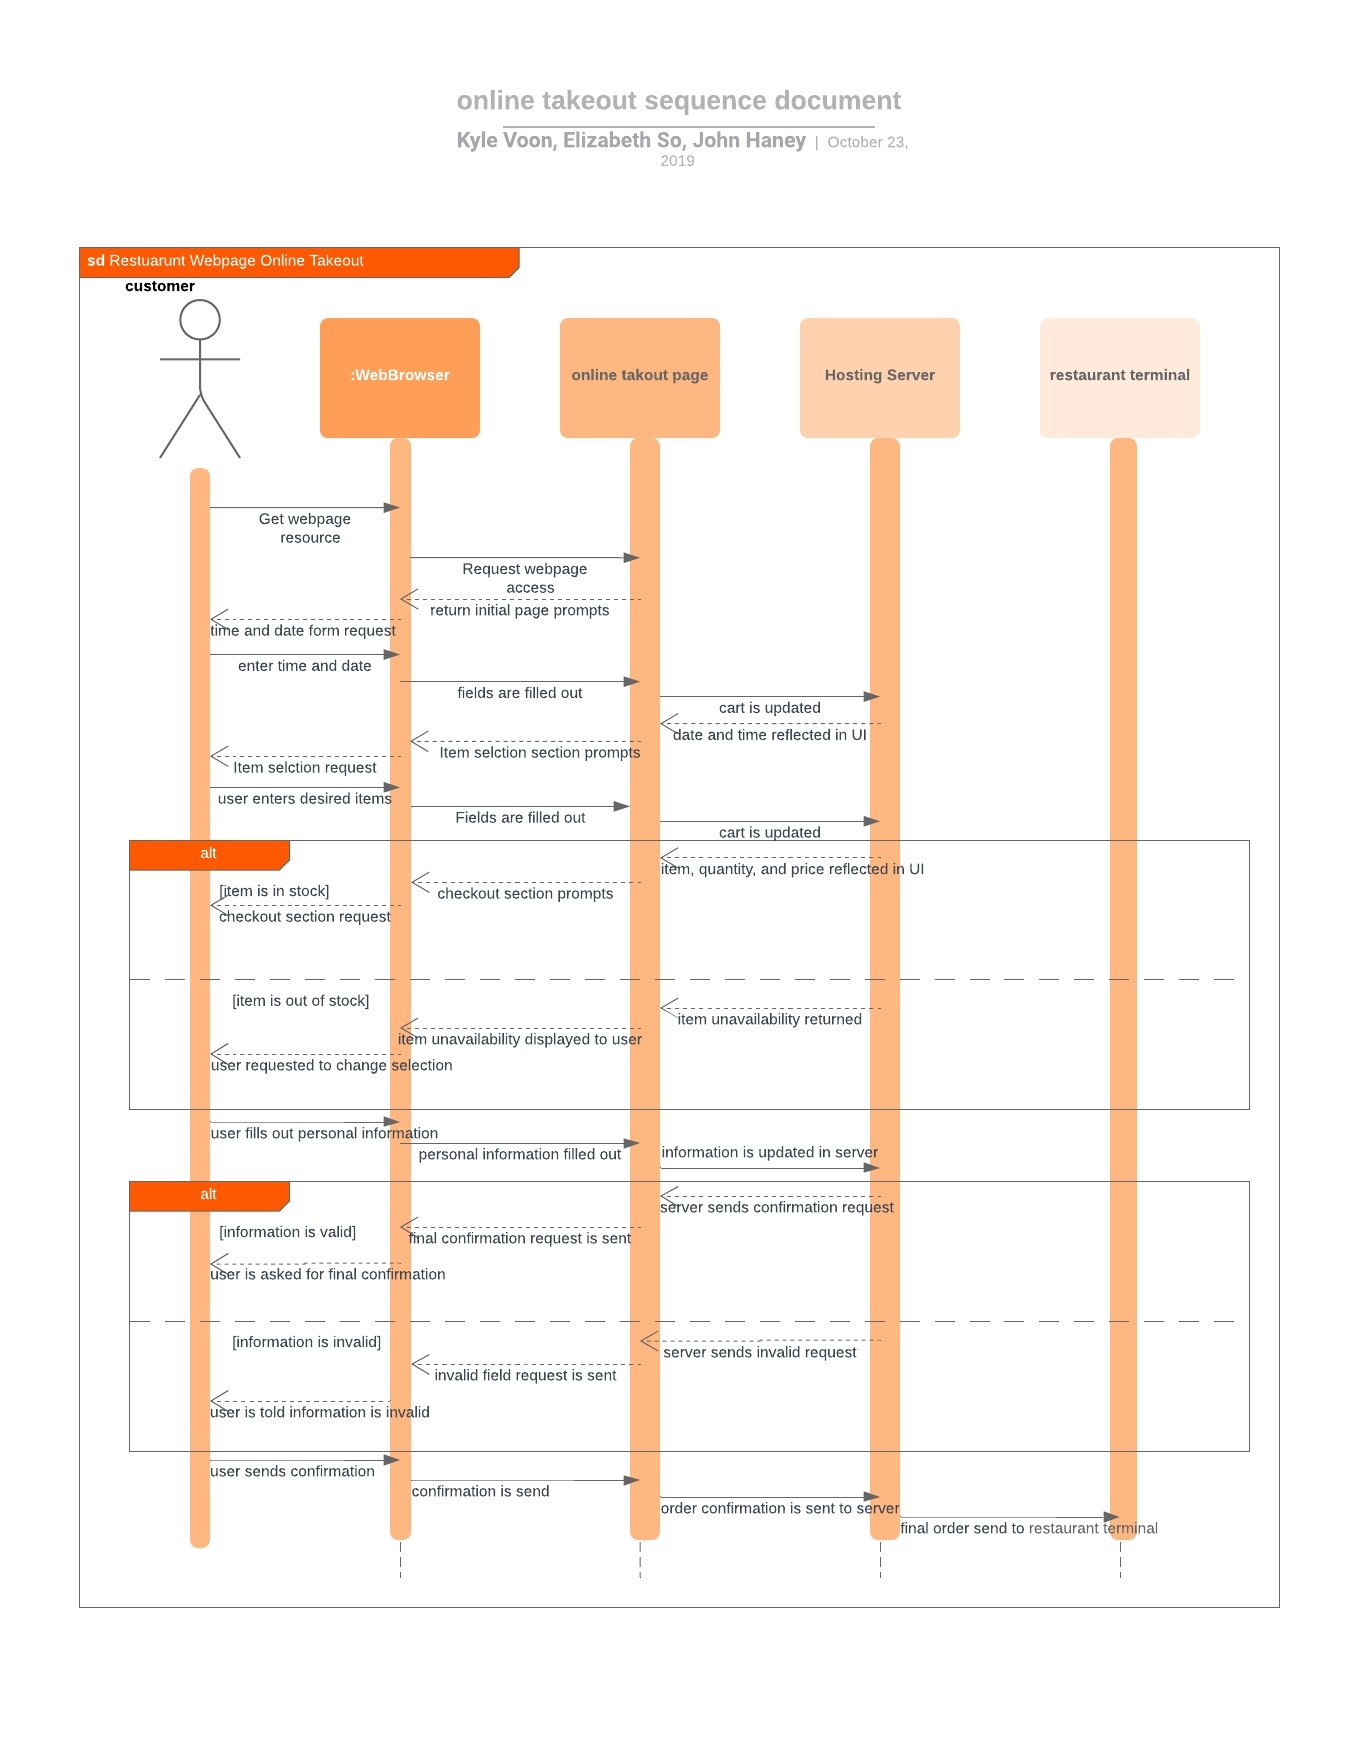 online takeout sequence document
Kyle Voon, Elizabeth So, John Haney | October 23,
2019
sd Restuarunt Webpage Online Takeout
customer
:WebBrowser
online takout page
Hosting Server
restaurant terminal
Get webpage
resource
Request webpage
access
return initial page prompts
time and date form request
enter time and date
fields are filled out
cart is updated
date and time reflected in UI
Item selction section prompts
Item selction request
user enters desired items
Fields are filled out
cart is updated
alt
item, quantity, and price reflected in UI
[item is in stock]
checkout section prompts
checkout section request
[item is out of stock]
item unavailability returned
item unavailability displayed to user
user requested to change selection
user fills out personal information
personal information filled out
information is updated in server
alt
server sends confirmation request
[information is valid]
final confirmation request is sent
user is asked for final confirmation
[information is invalid]
server sends invalid request
invalid field request is sent
user is told information is invalid
user sends confirmation
confirmation is send
order confirmation is sent to server
final order send to restaurant terminal